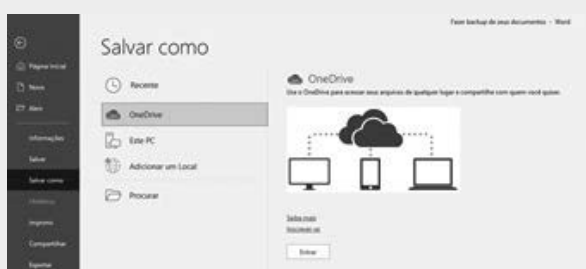 Fazer backup de seus documentos - Word
Salvar como
Página Inicial
Novo
Abrir
Informações
Salvar
Salvar como
Histórico
Imprimir
Compartilhar
Exportar
Recente
OneDrive
Este PC
Adicionar um Local
Procurar
OneDrive
Use o OneDrive para acessar seus arquivos de qualquer lugar e compartilhe com quem você quiser.
Saiba mais
Inscrever-se
Entrar